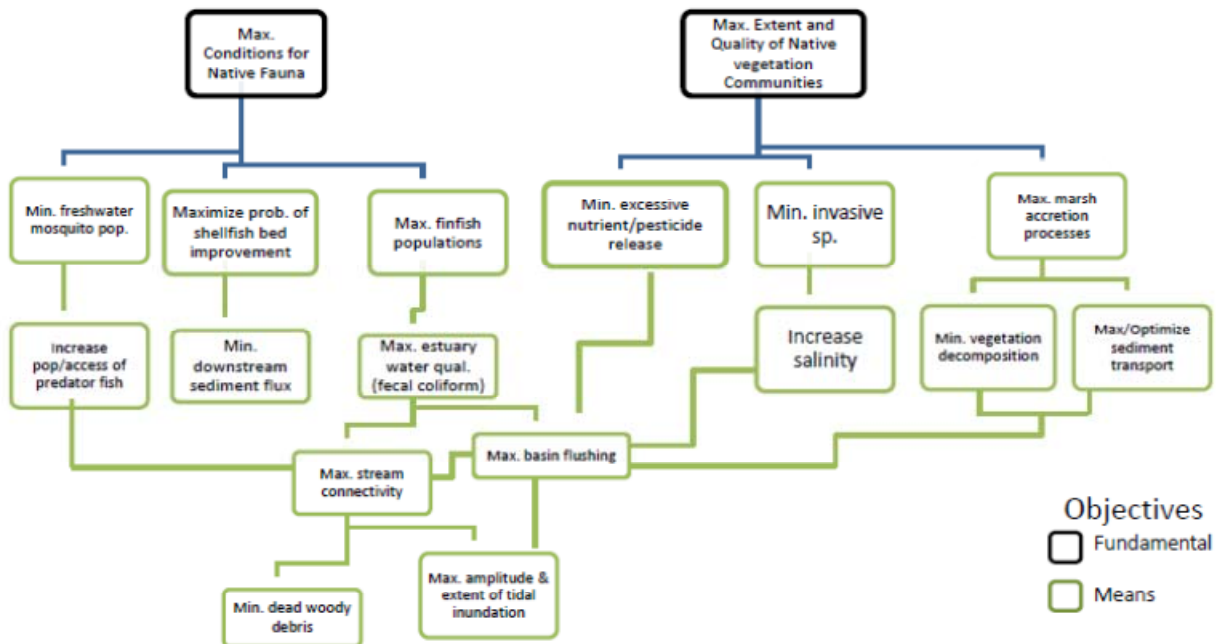 Max.
Conditions for
Native Fauna
Max. Extent and
Quality of Native
vegetation
Communities
Min. freshwater
mosquito pop.
Maximize prob. of
shellfish bed
improvement
Max. finfish
populations
Min. excessive
nutrient/pesticide
release
Min. invasive
sp.
Max. marsh
accretion
processes
Increase
pop/access of
predator fish
Min.
downstream
sediment flux
Max. estuary
water qual.
(fecal coliform)
Increase
salinity
Min. vegetation
decomposition
Max/Optimize
sediment
transport
Max. stream
connectivity
Max. basin flushing
Min. dead woody
debris
Max. amplitude &
extent of tidal
inundation
Objectives
Fundamental
Means